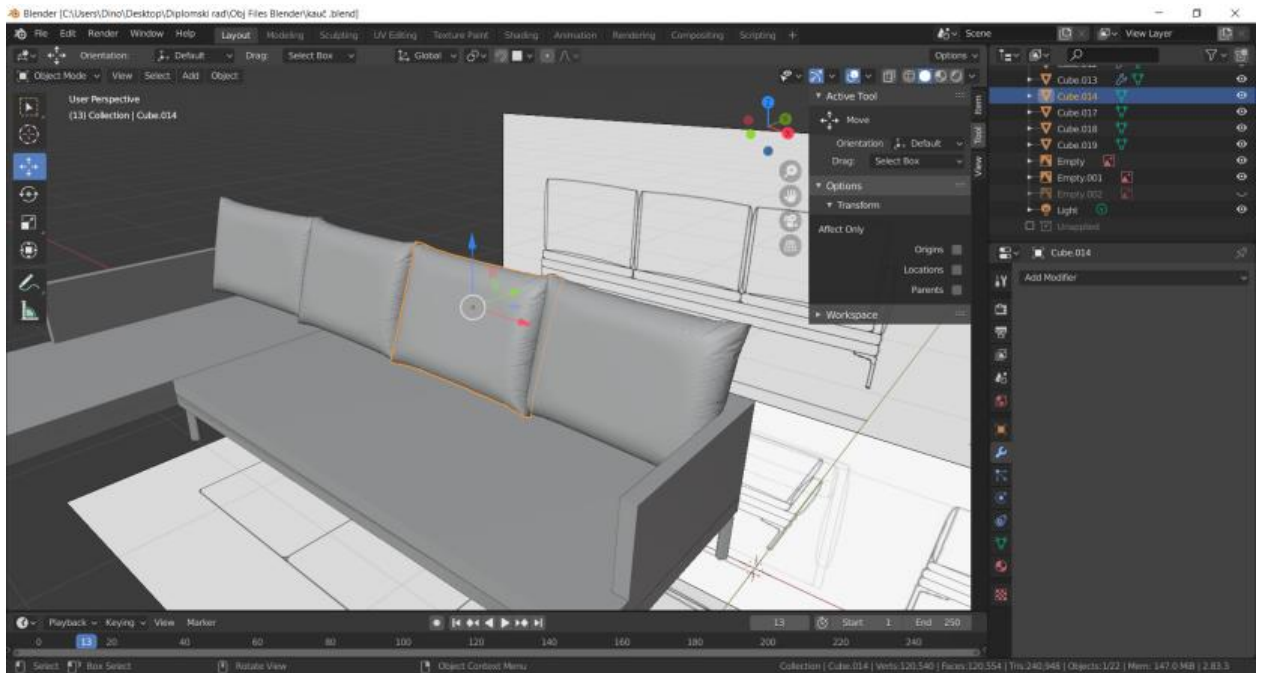 Blender [C:\Users\Dino\Desktop\Diplomski rad\Obj Files Blender\kauč .blend]
File Edit Render Window Help Layout Modeling Sculpting UV Editing Texture Paint Shading Animation Rendering Compositing Scripting + Scene View Layer
Orientation: Default Drag: Select Box Global Options
Object Mode View Select Add Object
User Perspective
(13) Collection | Cube.014
Active Tool
Move
Orientation Default
Drag: Select Box
Options
Transform
Affect Only
Origins
Locations
Parents
Workspace
Item
Tool
View
Cube.013
Cube.014
Cube.017
Cube.018
Cube.019
Empty
Empty.001
Empty.002
Light
Unapplied
Cube.014
Add Modifier
Playback Keying View Marker 13 Start 1 End 250
0 13 20 40 60 80 100 120 140 160 180 200 220 240
Select Box Select Rotate View Object Context Menu Collection | Cube.014 | Verts:120,540 | Faces:120,554 | Tris:240,948 | Objects:1/22 | Mem: 147.0 MiB | 2.83.3